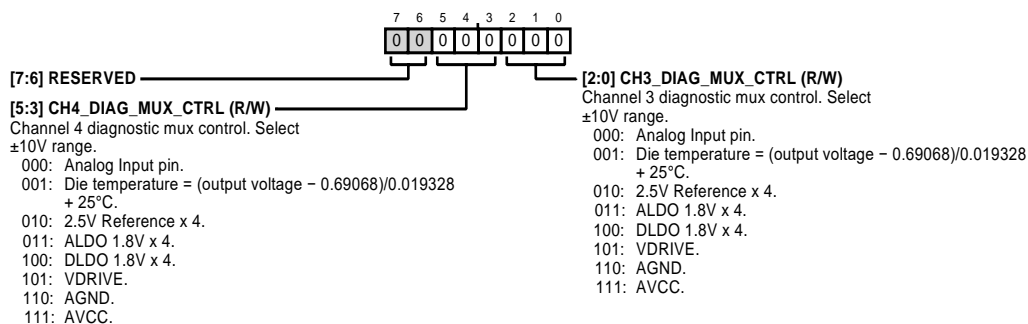 7 6 5 4 3 2 1 0
0 0 0 0 0 0 0 0
[7:6] RESERVED
[5:3] CH4_DIAG_MUX_CTRL (R/W)
Channel 4 diagnostic mux control. Select
±10V range.
000: Analog Input pin.
001: Die temperature = (output voltage − 0.69068)/0.019328
+ 25°C.
010: 2.5V Reference x 4.
011: ALDO 1.8V x 4.
100: DLDO 1.8V x 4.
101: VDRIVE.
110: AGND.
111: AVCC.
[2:0] CH3_DIAG_MUX_CTRL (R/W)
Channel 3 diagnostic mux control. Select
±10V range.
000: Analog Input pin.
001: Die temperature = (output voltage − 0.69068)/0.019328
+ 25°C.
010: 2.5V Reference x 4.
011: ALDO 1.8V x 4.
100: DLDO 1.8V x 4.
101: VDRIVE.
110: AGND.
111: AVCC.